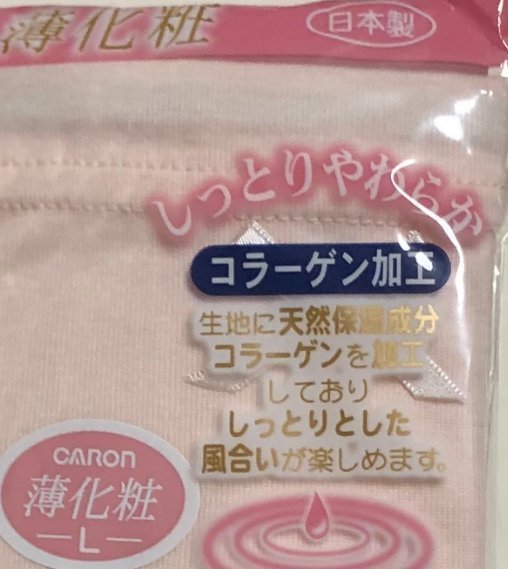 薄化粧
日本製
しっとりやわらか
コラーゲン加工
生地に天然保湿成分
コラーゲンを加工
しており
しっとりとした
風合いが楽しめます。
CARON
薄化粧
L